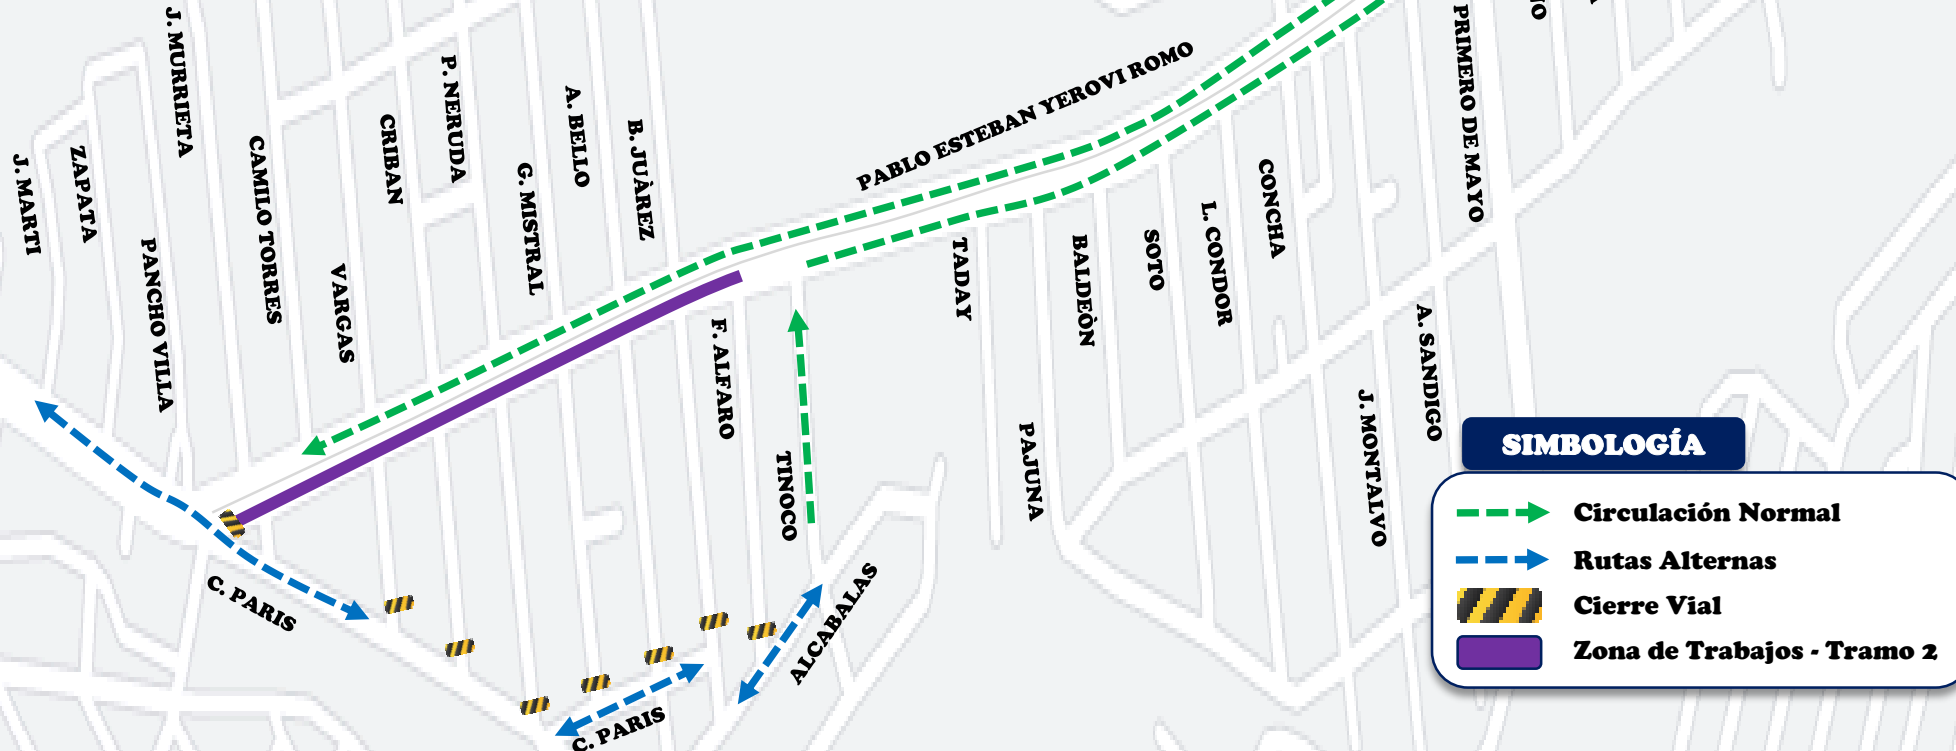 J. MURRIETA
P. NERUDA
PRIMERO DE MAYO
PABLO ESTEBAN YEROVI ROMO
A. BELLO
CRIBAN
B. JUÀREZ
CAMILO TORRES
J. MARTI
ZAPATA
G. MISTRAL
CONCHA
L. CONDOR
SOTO
TADAY
BALDEÒN
PANCHO VILLA
VARGAS
F. ALFARO
A. SANDIGO
J. MONTALVO
PAJUNA
TINOCO
SIMBOLOGÍA
Circulación Normal
Rutas Alternas
Cierre Vial
Zona de Trabajos - Tramo 2
C. PARIS
ALCABALAS
C. PARIS